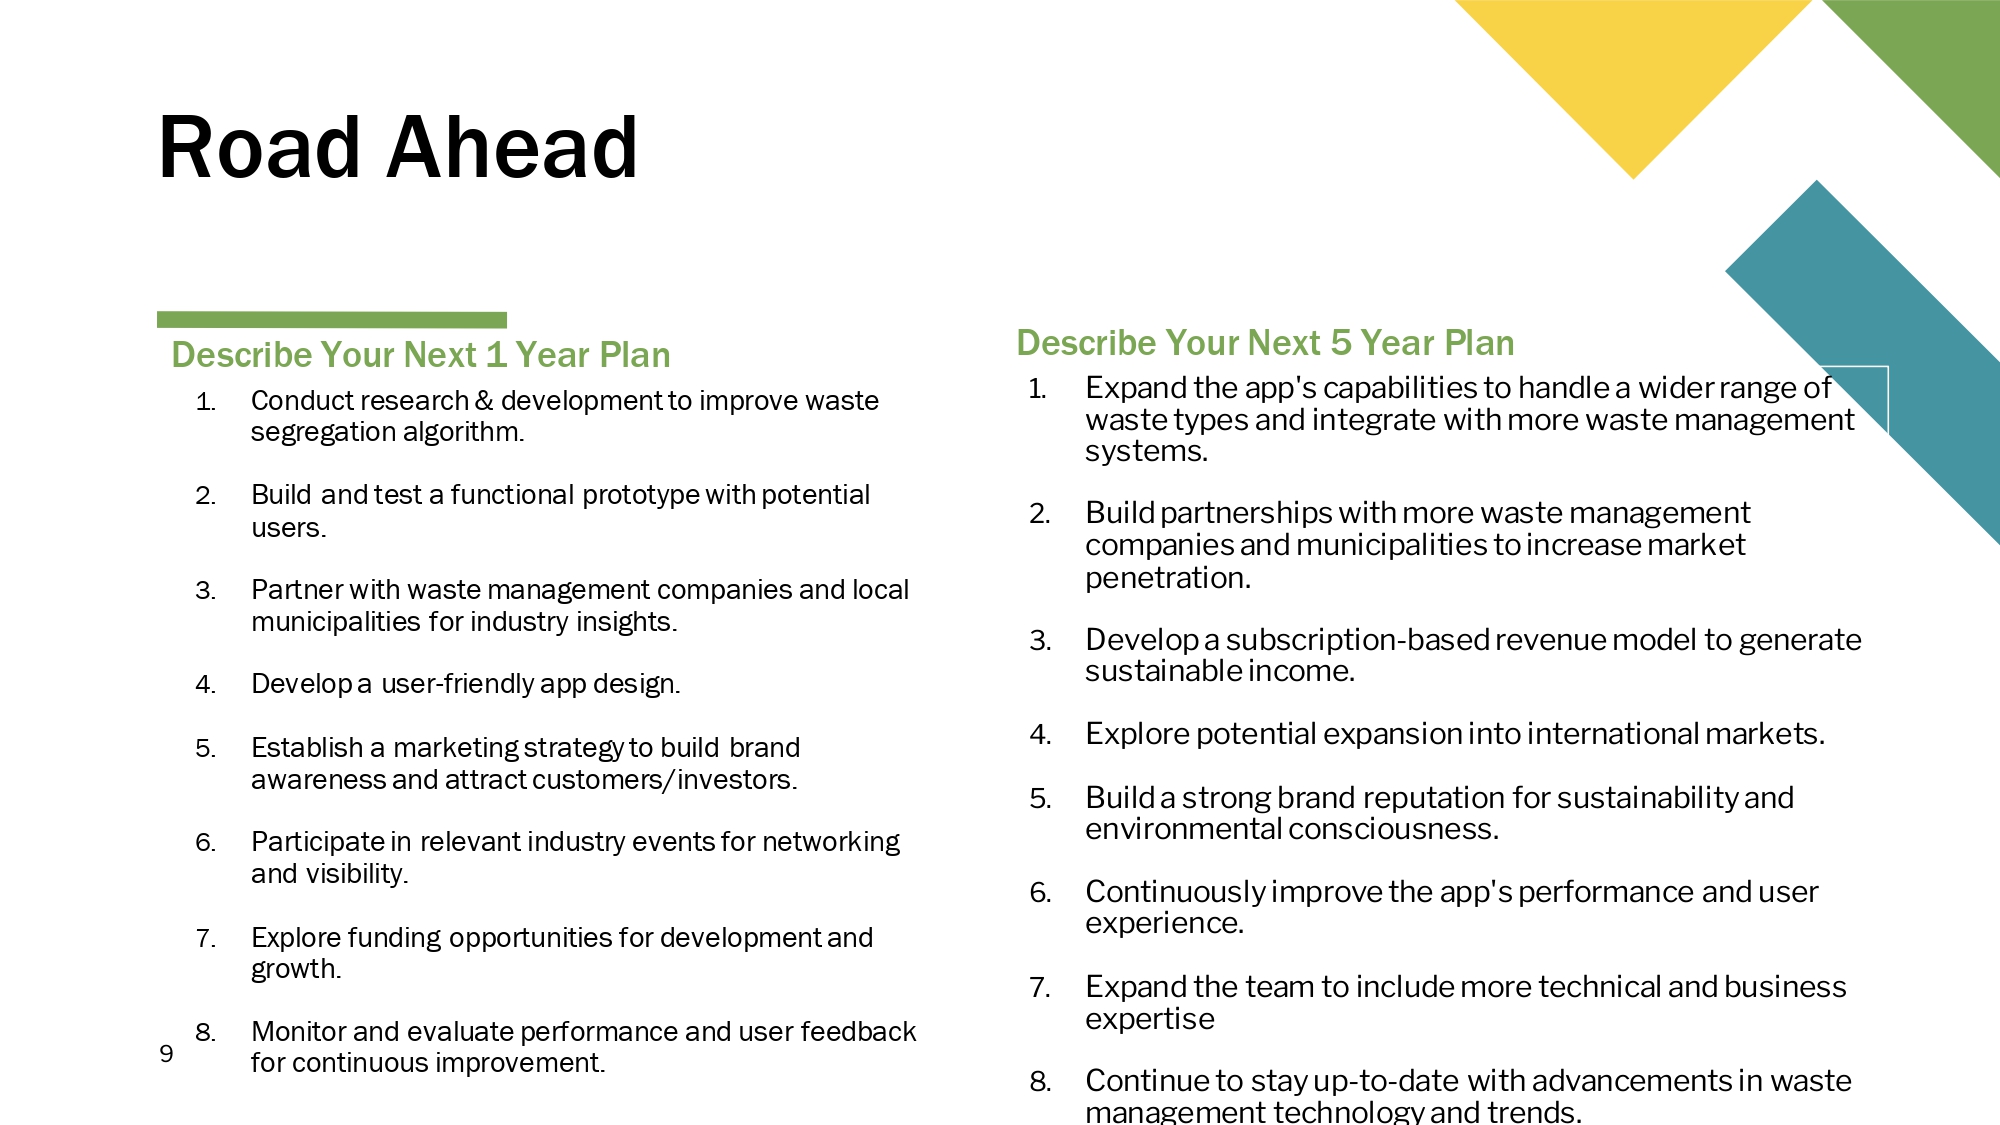 Road Ahead
Describe Your Next 1 Year Plan
1. Conduct research & development to improve waste
segregation algorithm.
2. Build and test a functional prototype with potential
users.
3. Partner with waste management companies and local
municipalities for industry insights.
4. Develop a user-friendly app design.
5. Establish a marketing strategy to build brand
awareness and attract customers/investors.
6. Participate in relevant industry events for networking
and visibility.
7. Explore funding opportunities for development and
growth.
8. Monitor and evaluate performance and user feedback
for continuous improvement.
9
Describe Your Next 5 Year Plan
1. Expand the app's capabilities to handle a wider range of
waste types and integrate with more waste management
systems.
2. Build partnerships with more waste management
companies and municipalities to increase market
penetration.
3. Develop a subscription-based revenue model to generate
sustainable income.
4. Explore potential expansion into international markets.
5. Build a strong brand reputation for sustainability and
environmental consciousness.
6. Continuously improve the app's performance and user
experience.
7. Expand the team to include more technical and business
expertise
8. Continue to stay up-to-date with advancements in waste
management technology and trends.